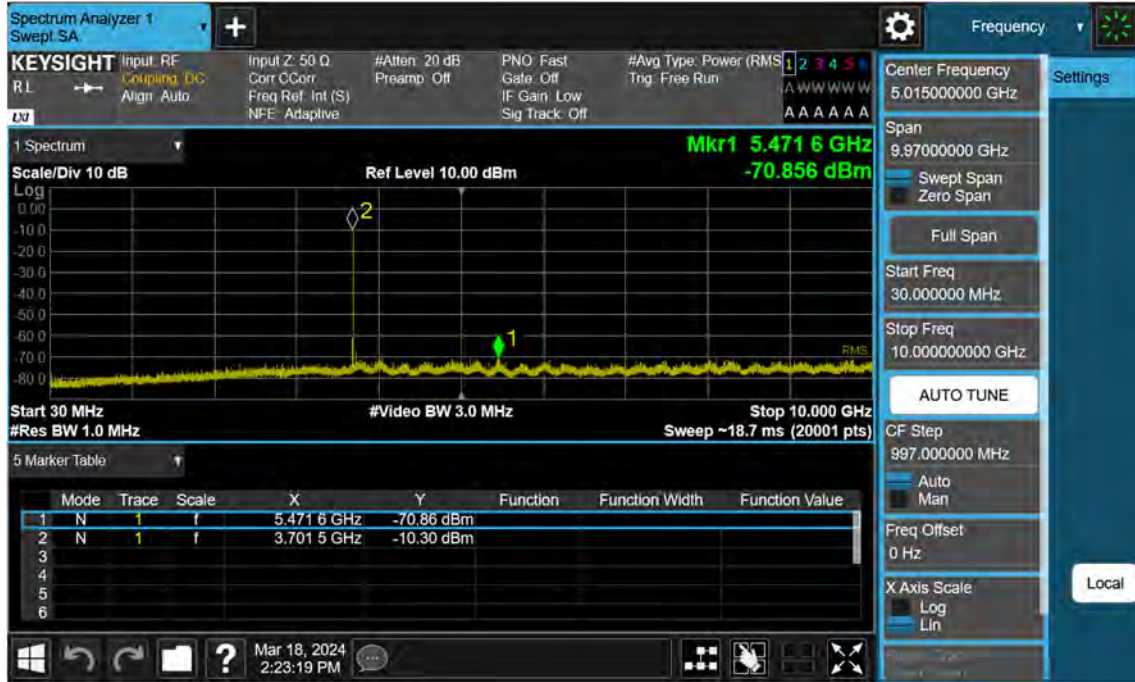 Spectrum Analyzer 1
Swept SA
+
Frequency
KEYSIGHT
RL
LXI
Input: RF
Coupling: DC
Align: Auto
Input Z: 50 Ω
Corr CCorr
Freq Ref: Int (S)
NFE: Adaptive
#Atten: 20 dB
Preamp: Off
PNO: Fast
Gate: Off
IF Gain: Low
Sig Track: Off
#Avg Type: Power (RMS
Trig: Free Run
1 2 3 4 5 6
A W W W W W
A A A A A A
1 Spectrum
Scale/Div 10 dB
Ref Level 10.00 dBm
Mkr1 5.471 6 GHz
-70.856 dBm
Log
0.00
-10.0
-20.0
-30.0
-40.0
-50.0
-60.0
-70.0
-80.0
2
1
RMS
Start 30 MHz
#Video BW 3.0 MHz
Stop 10.000 GHz
#Res BW 1.0 MHz
Sweep ~18.7 ms (20001 pts)
5 Marker Table
Mode Trace Scale X Y Function Function Width Function Value
1 N 1 f 5.471 6 GHz -70.86 dBm
2 N 1 f 3.701 5 GHz -10.30 dBm
3
4
5
6
?
Mar 18, 2024
2:23:19 PM
Center Frequency
5.015000000 GHz
Settings
Span
9.97000000 GHz
Swept Span
Zero Span
Full Span
Start Freq
30.000000 MHz
Stop Freq
10.000000000 GHz
AUTO TUNE
CF Step
997.000000 MHz
Auto
Man
Freq Offset
0 Hz
X Axis Scale
Log
Lin
Local